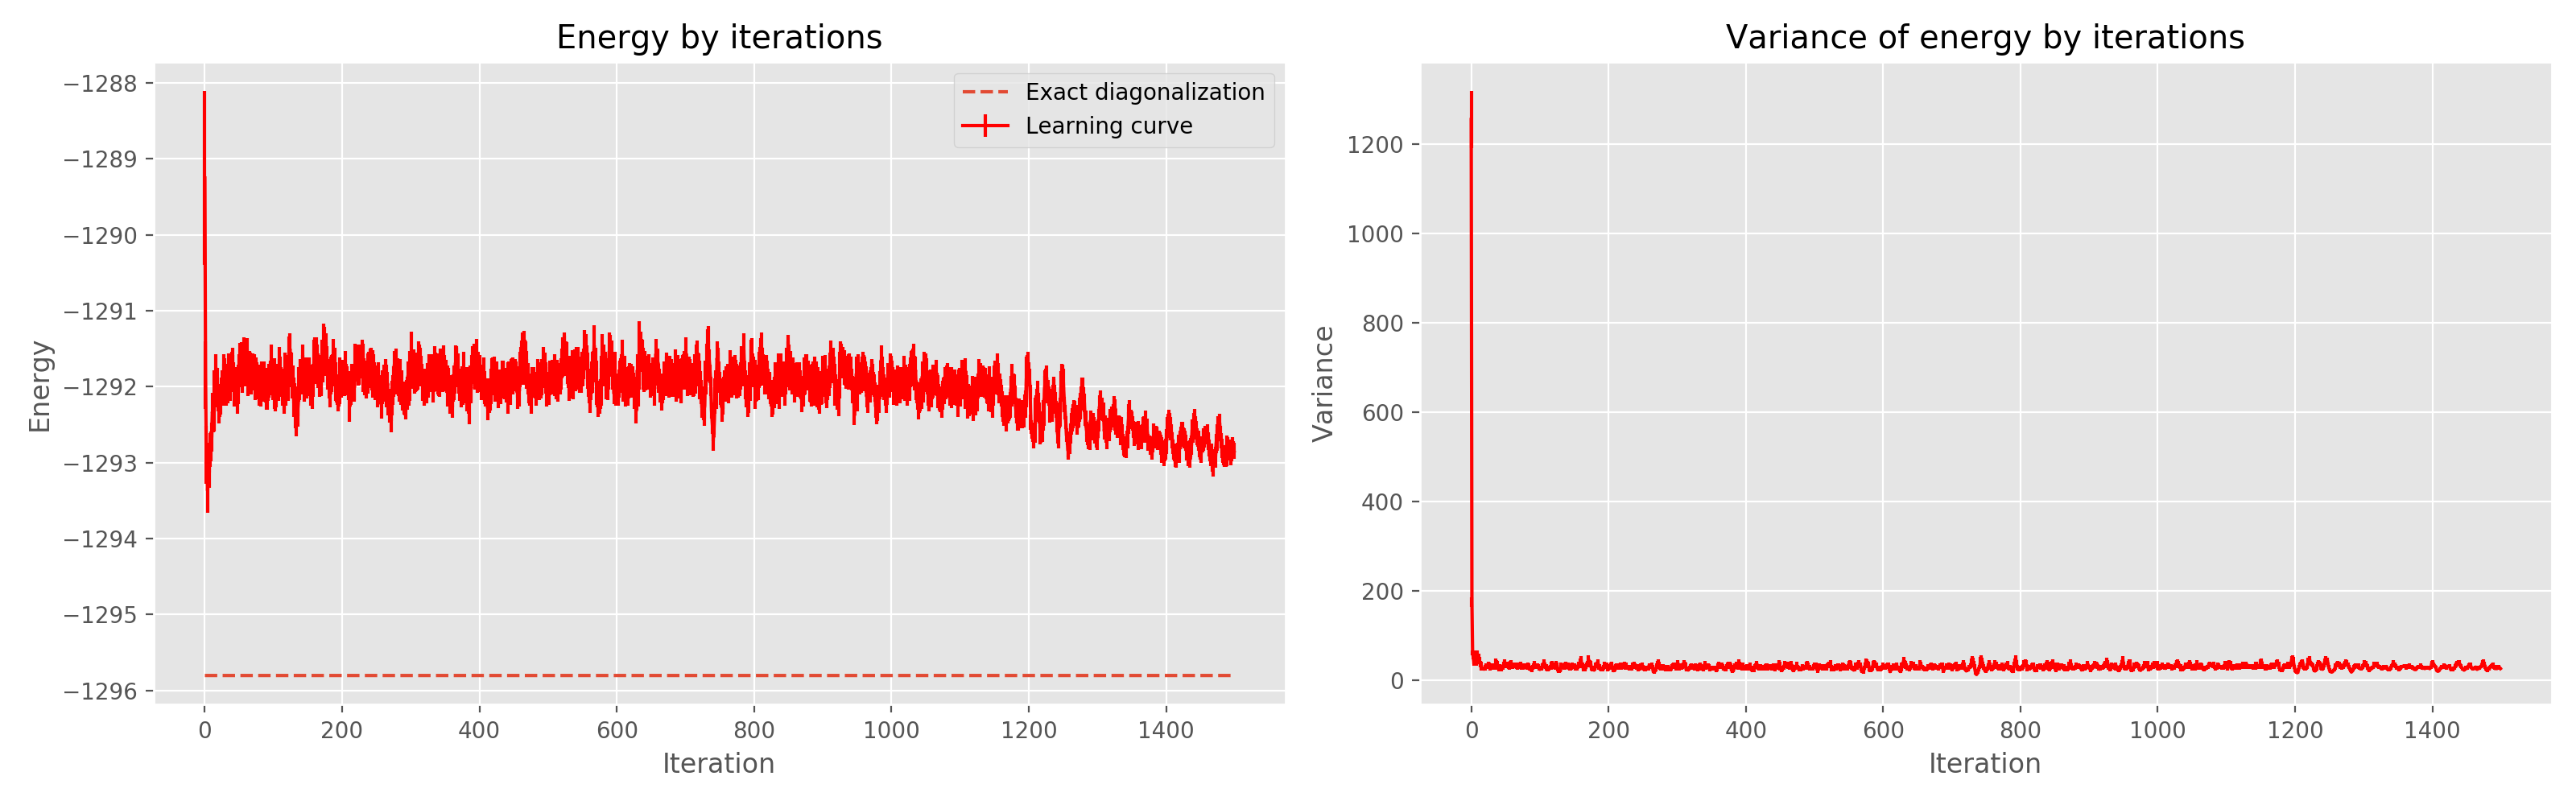 Energy by iterations
−1288
−1289
−1290
−1291
−1292
−1293
−1294
−1295
−1296
Energy
Exact diagonalization
Learning curve
0 200 400 600 800 1000 1200 1400
Iteration
Variance of energy by iterations
1200
1000
800
600
400
200
0
Variance
0 200 400 600 800 1000 1200 1400
Iteration